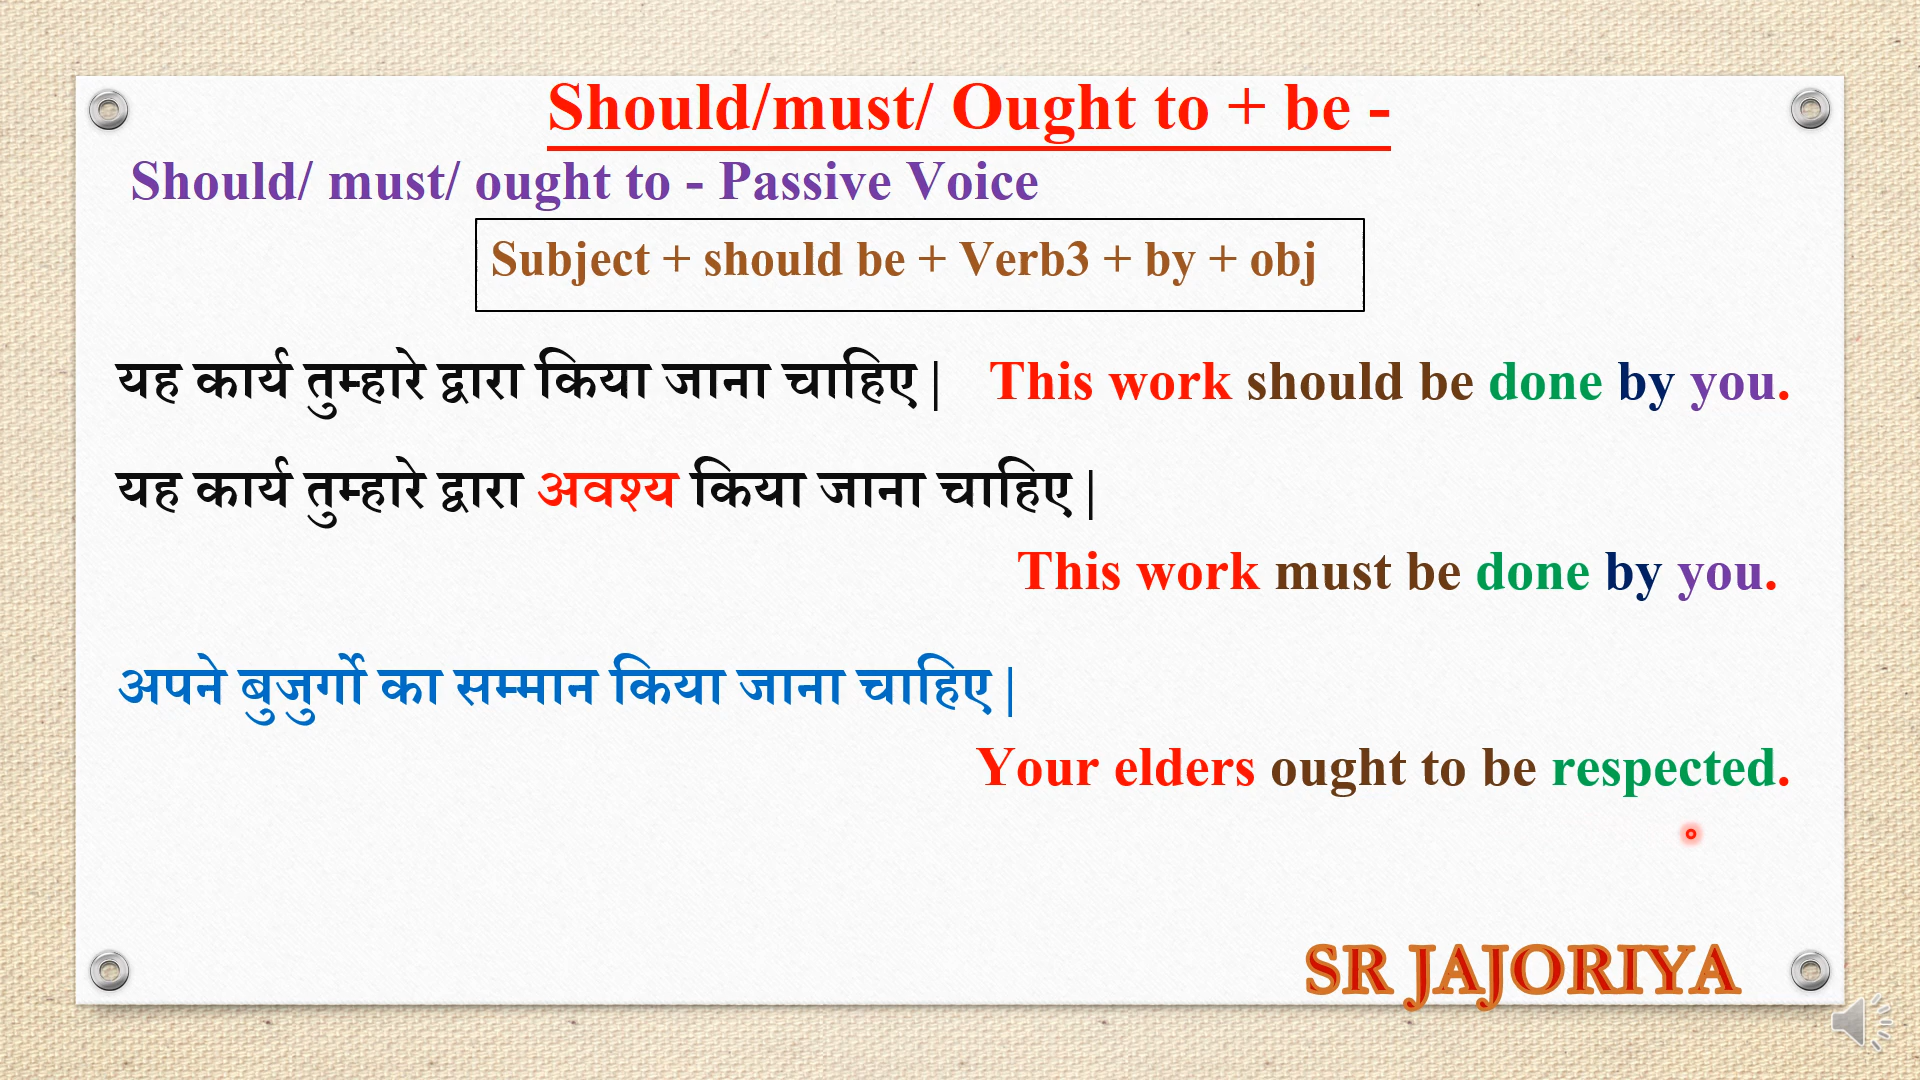 Should/must/ Ought to + be -
Should/ must/ ought to - Passive Voice
Subject + should be + Verb3 + by + obj
यह कार्य तुम्हारे द्वारा किया जाना चाहिए | This work should be done by you.
यह कार्य तुम्हारे द्वारा अवश्य किया जाना चाहिए |
This work must be done by you.
अपने बुजुर्गो का सम्मान किया जाना चाहिए |
Your elders ought to be respected.
SR JAJORIYA